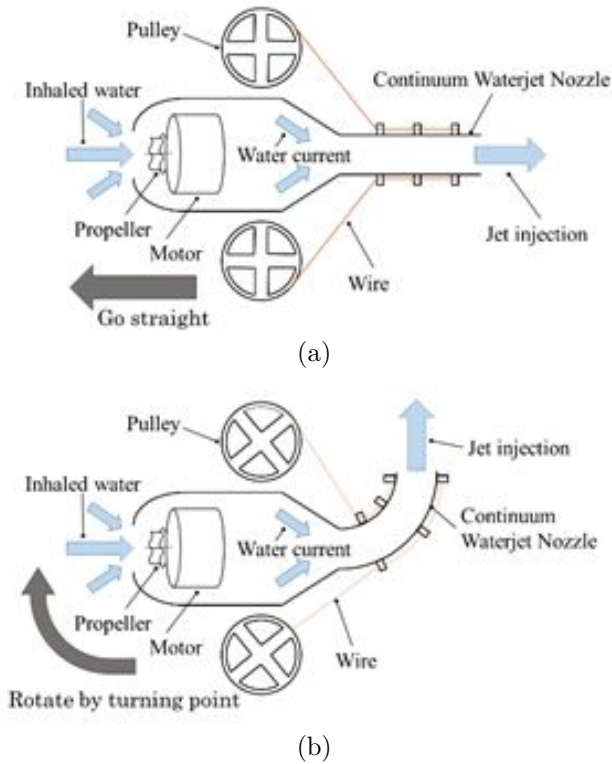 Pulley
Continuum Waterjet Nozzle
Inhaled water
Water current
Propeller
Motor
Jet injection
Wire
Go straight
(a)
Pulley
Jet injection
Inhaled water
Continuum
Waterjet Nozzle
Water current
Propeller
Motor
Wire
Rotate by turning point
(b)